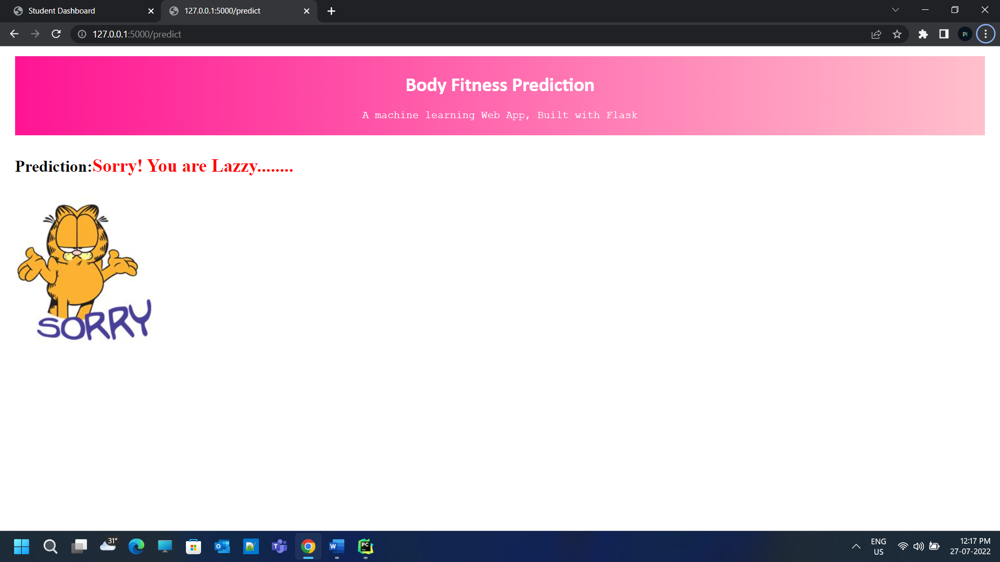 Student Dashboard
127.0.0.1:5000/predict
127.0.0.1:5000/predict
Body Fitness Prediction
A machine learning Web App, Built with Flask
Prediction:Sorry! You are Lazzy........
SORRY
31°
ENG
US
12:17 PM
27-07-2022